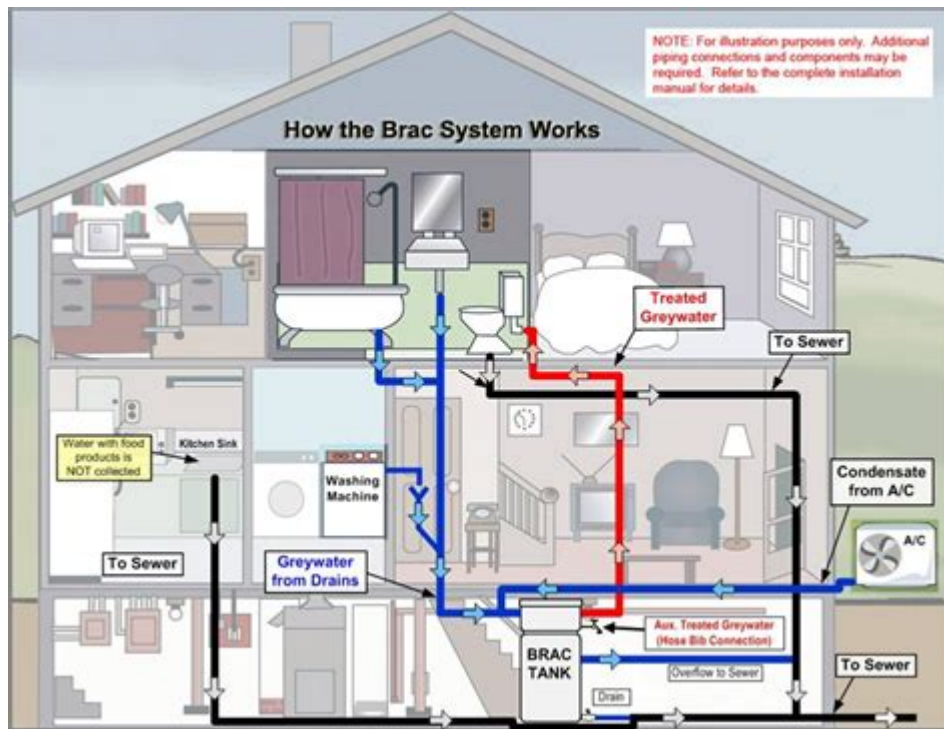 NOTE: For illustration purposes only. Additional
piping connections and components may be
required. Refer to the complete installation
manual for details.
How the Brac System Works
Treated
Greywater
To Sewer
Water with food
products is
NOT collected
Kitchen Sink
Washing
Machine
Condensate
from A/C
A/C
To Sewer
Greywater
from Drains
Aux. Treated Greywater
(Hose Bib Connection)
BRAC
TANK
Overflow to Sewer
To Sewer
Drain